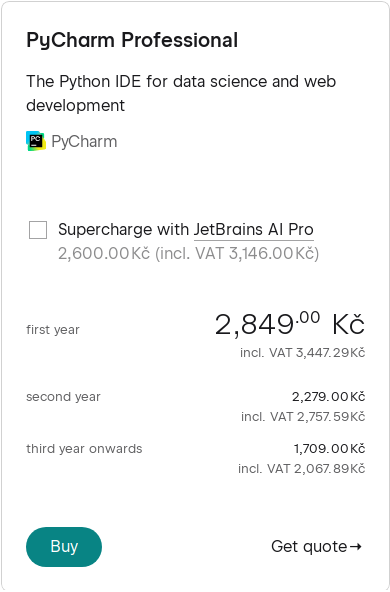 PyCharm Professional
The Python IDE for data science and web
development
PC
PyCharm
Supercharge with JetBrains AI Pro
2,600.00Kč (incl. VAT 3,146.00Kč)
first year
2,849.00 Kč
incl. VAT 3,447.29Kč
second year
2,279.00Kč
incl. VAT 2,757.59Kč
third year onwards
1,709.00Kč
incl. VAT 2,067.89Kč
Buy
Get quote→